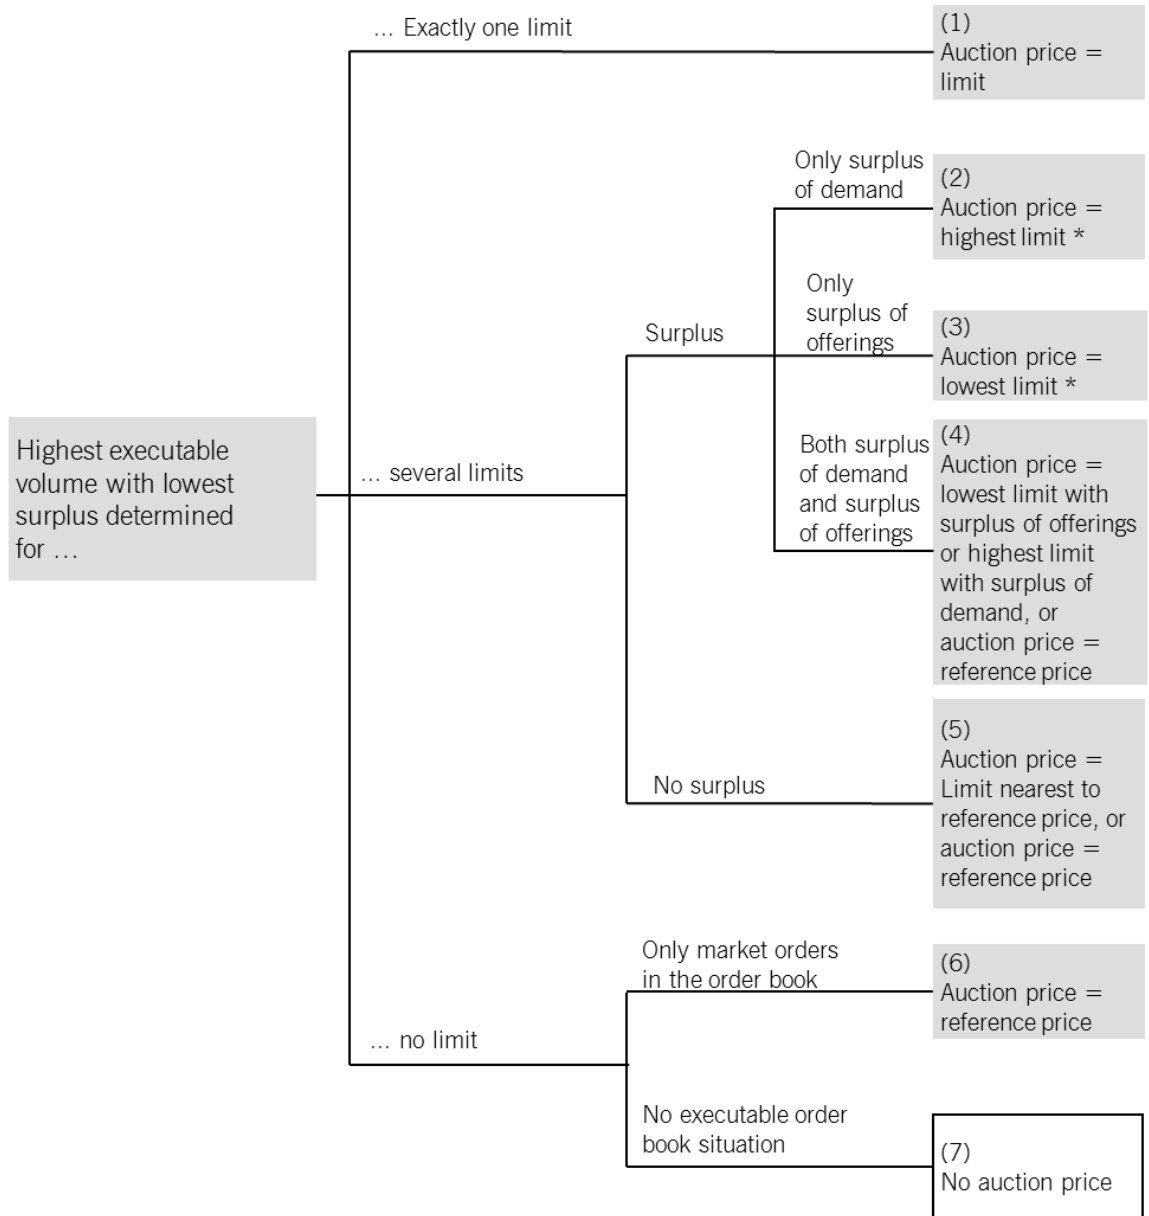 ... Exactly one limit
(1)
Auction price =
limit
Only surplus
of demand
(2)
Auction price =
highest limit *
Only
surplus of
offerings
Surplus
(3)
Auction price =
lowest limit *
Highest executable
volume with lowest
surplus determined
for ...
... several limits
Both surplus
of demand
and surplus
of offerings
(4)
Auction price =
lowest limit with
surplus of offerings
or highest limit
with surplus of
demand, or
auction price =
reference price
No surplus
(5)
Auction price =
Limit nearest to
reference price, or
auction price =
reference price
... no limit
Only market orders
in the order book
(6)
Auction price =
reference price
No executable order
book situation
(7)
No auction price